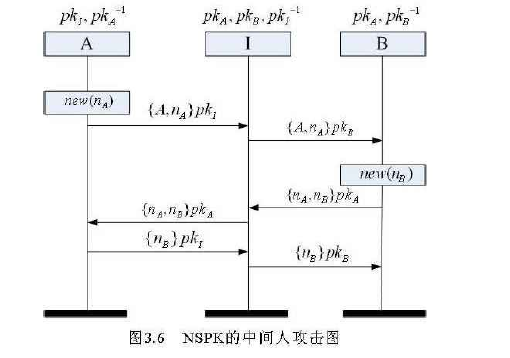 pk_I, pk_A^{-1}
pk_A, pk_B, pk_I^{-1}
pk_A, pk_B^{-1}
A
I
B
new(n_A)
{A,n_A}pk_I
{A,n_A}pk_B
new(n_B)
{n_A,n_B}pk_A
{n_A,n_B}pk_A
{n_B}pk_I
{n_B}pk_B
图3.6 NSPK的中间人攻击图